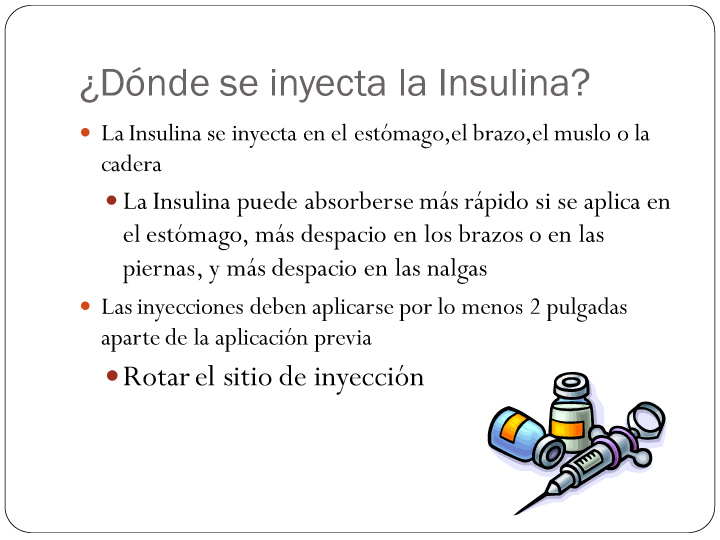 ¿Dónde se inyecta la Insulina?
La Insulina se inyecta en el estómago,el brazo,el muslo o la
cadera
La Insulina puede absorberse más rápido si se aplica en
el estómago, más despacio en los brazos o en las
piernas, y más despacio en las nalgas
Las inyecciones deben aplicarse por lo menos 2 pulgadas
aparte de la aplicación previa
Rotar el sitio de inyección